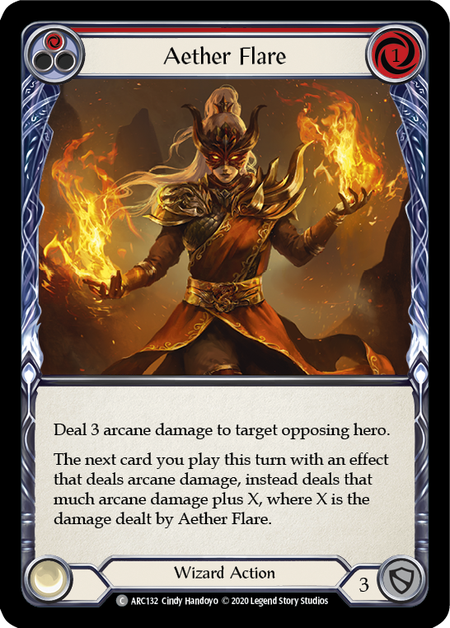 Aether Flare
1
Deal 3 arcane damage to target opposing hero.
The next card you play this turn with an effect
that deals arcane damage, instead deals that
much arcane damage plus X, where X is the
damage dealt by Aether Flare.
Wizard Action
3
C ARC132 Cindy Handoyo © 2020 Legend Story Studios